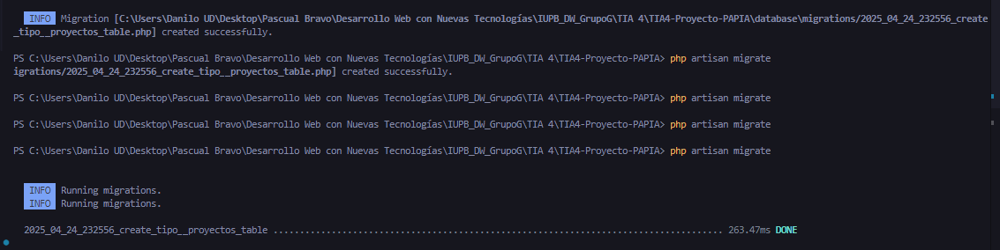 INFO Migration [C:\Users\Danilo UD\Desktop\Pascual Bravo\Desarrollo Web con Nuevas Tecnologías\IUPB_DW_GrupoG\TIA 4\TIA4-Proyecto-PAPIA\database\migrations/2025_04_24_232556_create
_tipo__proyectos_table.php] created successfully.
PS C:\Users\Danilo UD\Desktop\Pascual Bravo\Desarrollo Web con Nuevas Tecnologías\IUPB_DW_GrupoG\TIA 4\TIA4-Proyecto-PAPIA> php artisan migrate
igrations/2025_04_24_232556_create_tipo__proyectos_table.php] created successfully.
PS C:\Users\Danilo UD\Desktop\Pascual Bravo\Desarrollo Web con Nuevas Tecnologías\IUPB_DW_GrupoG\TIA 4\TIA4-Proyecto-PAPIA> php artisan migrate
PS C:\Users\Danilo UD\Desktop\Pascual Bravo\Desarrollo Web con Nuevas Tecnologías\IUPB_DW_GrupoG\TIA 4\TIA4-Proyecto-PAPIA> php artisan migrate
PS C:\Users\Danilo UD\Desktop\Pascual Bravo\Desarrollo Web con Nuevas Tecnologías\IUPB_DW_GrupoG\TIA 4\TIA4-Proyecto-PAPIA> php artisan migrate
INFO Running migrations.
INFO Running migrations.
2025_04_24_232556_create_tipo__proyectos_table ..................................................................................... 263.47ms DONE